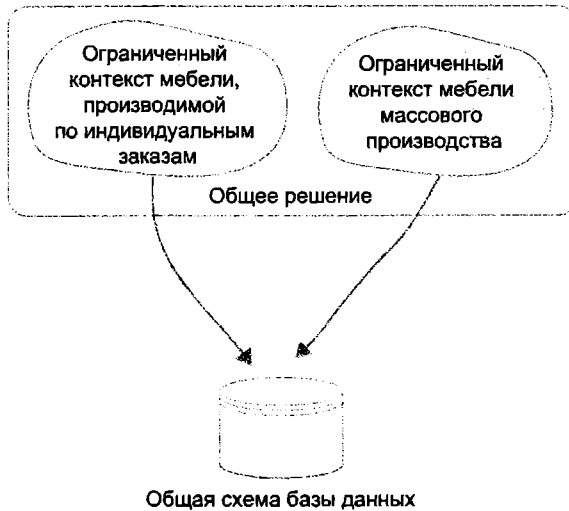 Ограниченный
контекст мебели,
производимой
по индивидуальным
заказам
Ограниченный
контекст мебели
массового
производства
Общее решение
Общая схема базы данных